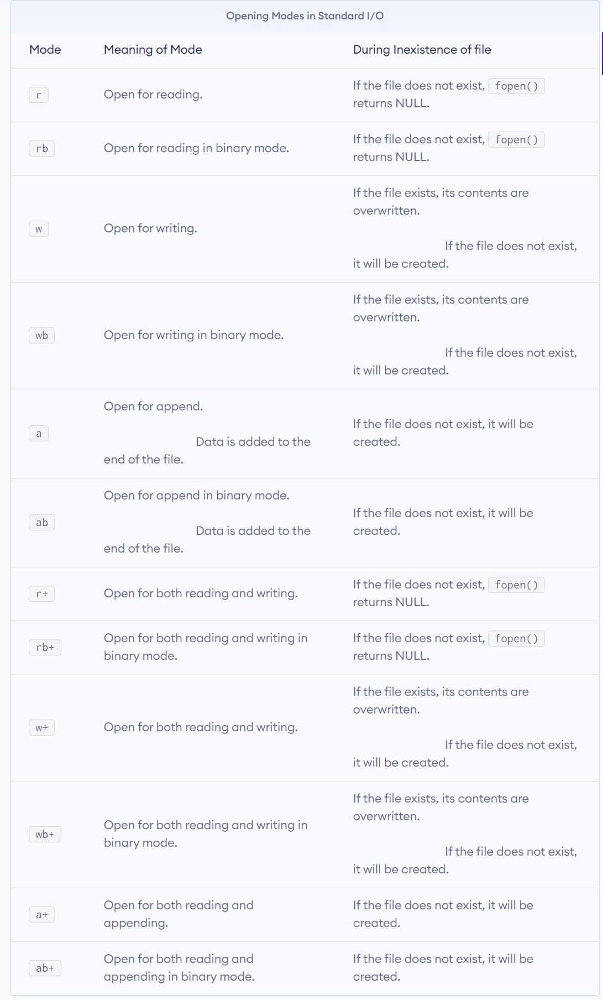 Opening Modes in Standard I/O
Mode Meaning of Mode During Inexistence of file
r Open for reading. If the file does not exist, fopen()
returns NULL.
rb Open for reading in binary mode. If the file does not exist, fopen()
returns NULL.
w Open for writing. If the file exists, its contents are
overwritten.
If the file does not exist,
it will be created.
wb Open for writing in binary mode. If the file exists, its contents are
overwritten.
If the file does not exist,
it will be created.
a Open for append.
Data is added to the
end of the file.
If the file does not exist, it will be
created.
ab Open for append in binary mode.
Data is added to the
end of the file.
If the file does not exist, it will be
created.
r+ Open for both reading and writing. If the file does not exist, fopen()
returns NULL.
rb+ Open for both reading and writing in
binary mode.
If the file does not exist, fopen()
returns NULL.
w+ Open for both reading and writing. If the file exists, its contents are
overwritten.
If the file does not exist,
it will be created.
wb+ Open for both reading and writing in
binary mode.
If the file exists, its contents are
overwritten.
If the file does not exist,
it will be created.
a+ Open for both reading and
appending.
If the file does not exist, it will be
created.
ab+ Open for both reading and
appending in binary mode.
If the file does not exist, it will be
created.